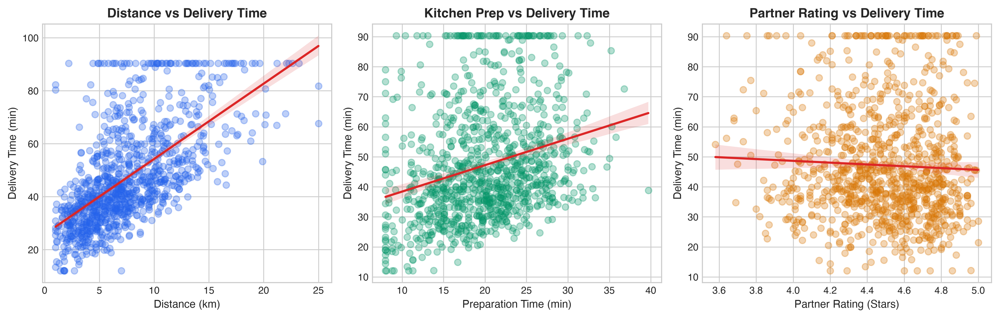 Distance vs Delivery Time
Delivery Time (min)
100
80
60
40
20
0 5 10 15 20 25
Distance (km)
Kitchen Prep vs Delivery Time
Delivery Time (min)
90
80
70
60
50
40
30
20
10
10 15 20 25 30 35 40
Preparation Time (min)
Partner Rating vs Delivery Time
Delivery Time (min)
90
80
70
60
50
40
30
20
10
3.6 3.8 4.0 4.2 4.4 4.6 4.8 5.0
Partner Rating (Stars)